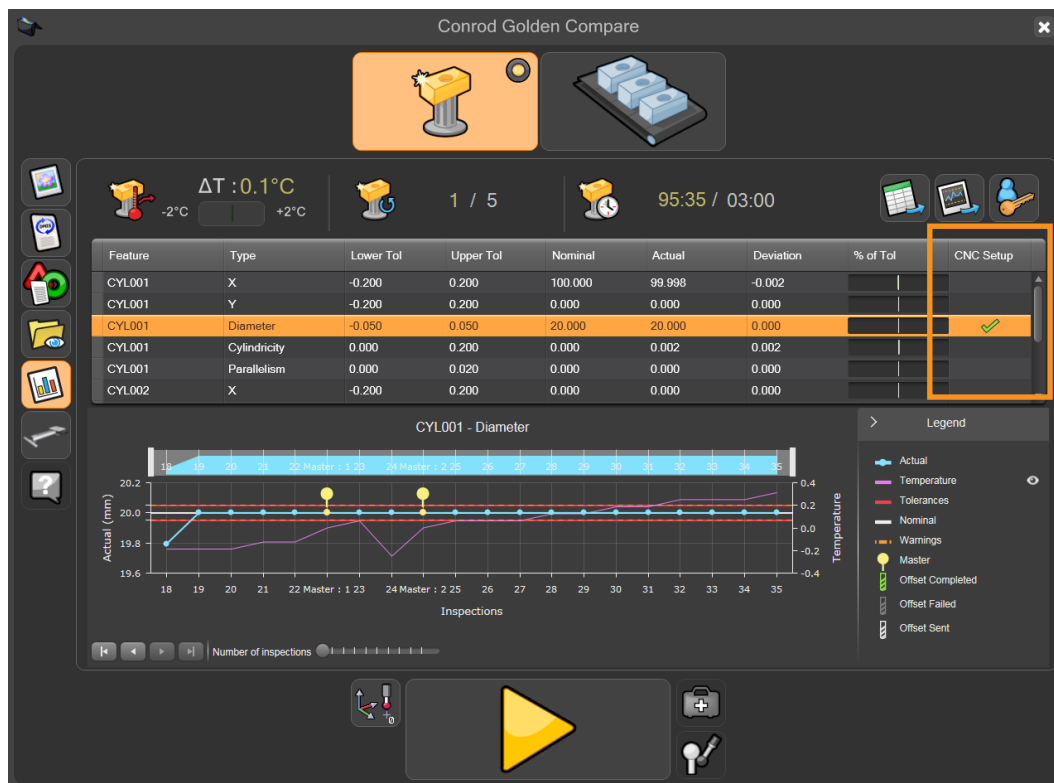 Conrod Golden Compare
ΔT : 0.1°C
-2°C +2°C
1 / 5
95:35 / 03:00
Feature Type Lower Tol Upper Tol Nominal Actual Deviation % of Tol CNC Setup
CYL001 X -0.200 0.200 100.000 99.998 -0.002
CYL001 Y -0.200 0.200 0.000 0.000 0.000
CYL001 Diameter -0.050 0.050 20.000 20.000 0.000
CYL001 Cylindricity 0.000 0.200 0.000 0.002 0.002
CYL001 Parallelism 0.000 0.020 0.000 0.000 0.000
CYL002 X -0.200 0.200 0.000 0.000 0.000
CYL001 - Diameter
18 19 20 21 22 Master : 1 23 24 Master : 2 25 26 27 28 29 30 31 32 33 34 35
20.2
20.0
19.8
19.6
Actual (mm)
0.4
0.2
0.0
-0.2
-0.4
Temperature
18 19 20 21 22 Master : 1 23 24 Master : 2 25 26 27 28 29 30 31 32 33 34 35
Inspections
Number of inspections
Legend
Actual
Temperature
Tolerances
Nominal
Warnings
Master
Offset Completed
Offset Failed
Offset Sent